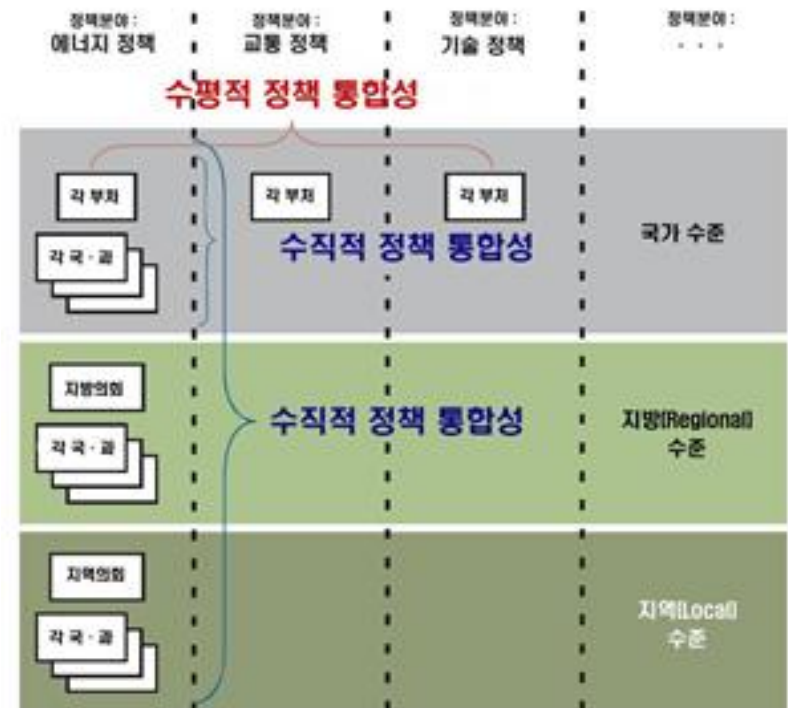 정책분야 :
에너지 정책
정책분야 :
교통 정책
정책분야 :
기술 정책
정책분야 :
. . .
수평적 정책 통합성
각 부처
각 부처
각 부처
각 국 · 과
수직적 정책 통합성
국가 수준
지방의회
각 국 · 과
수직적 정책 통합성
지방(Regional)
수준
지역의회
각 국 · 과
지역(Local)
수준